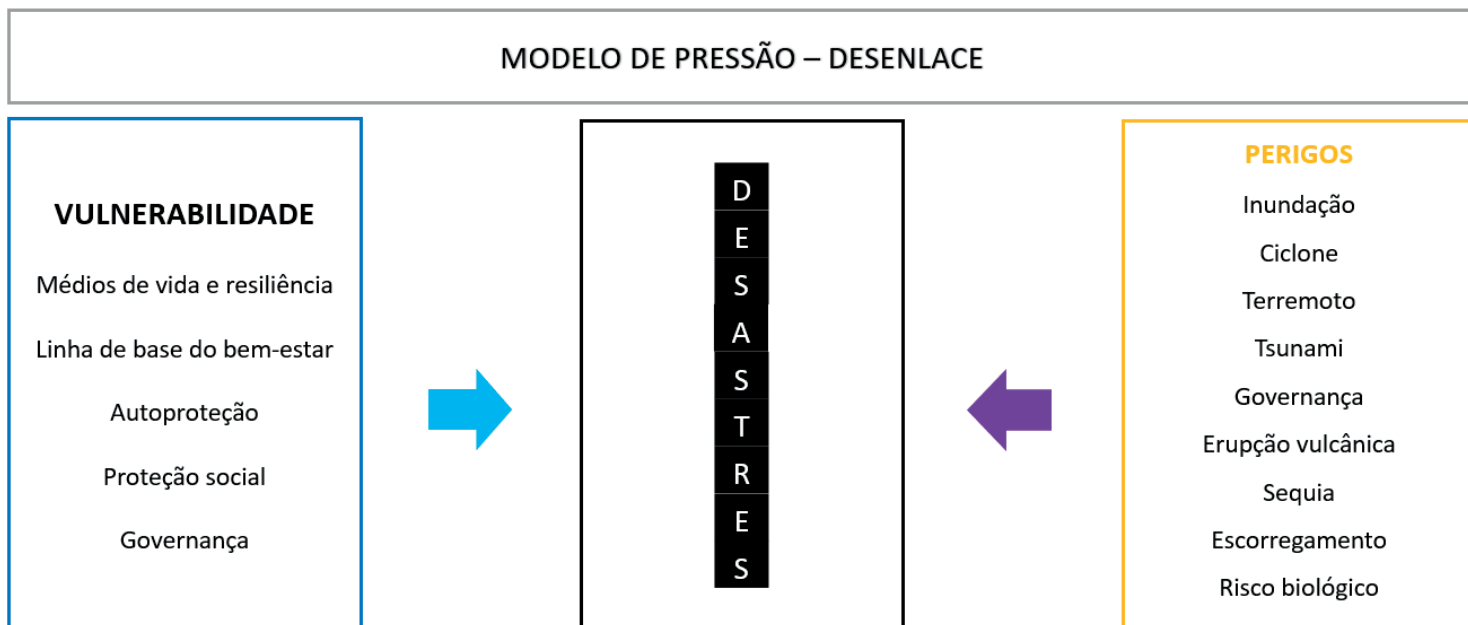 MODELO DE PRESSÃO – DESENLACE
VULNERABILIDADE
Médios de vida e resiliência
Linha de base do bem-estar
Autoproteção
Proteção social
Governança
D
E
S
A
S
T
R
E
S
PERIGOS
Inundação
Ciclone
Terremoto
Tsunami
Governança
Erupção vulcânica
Sequia
Escorregamento
Risco biológico